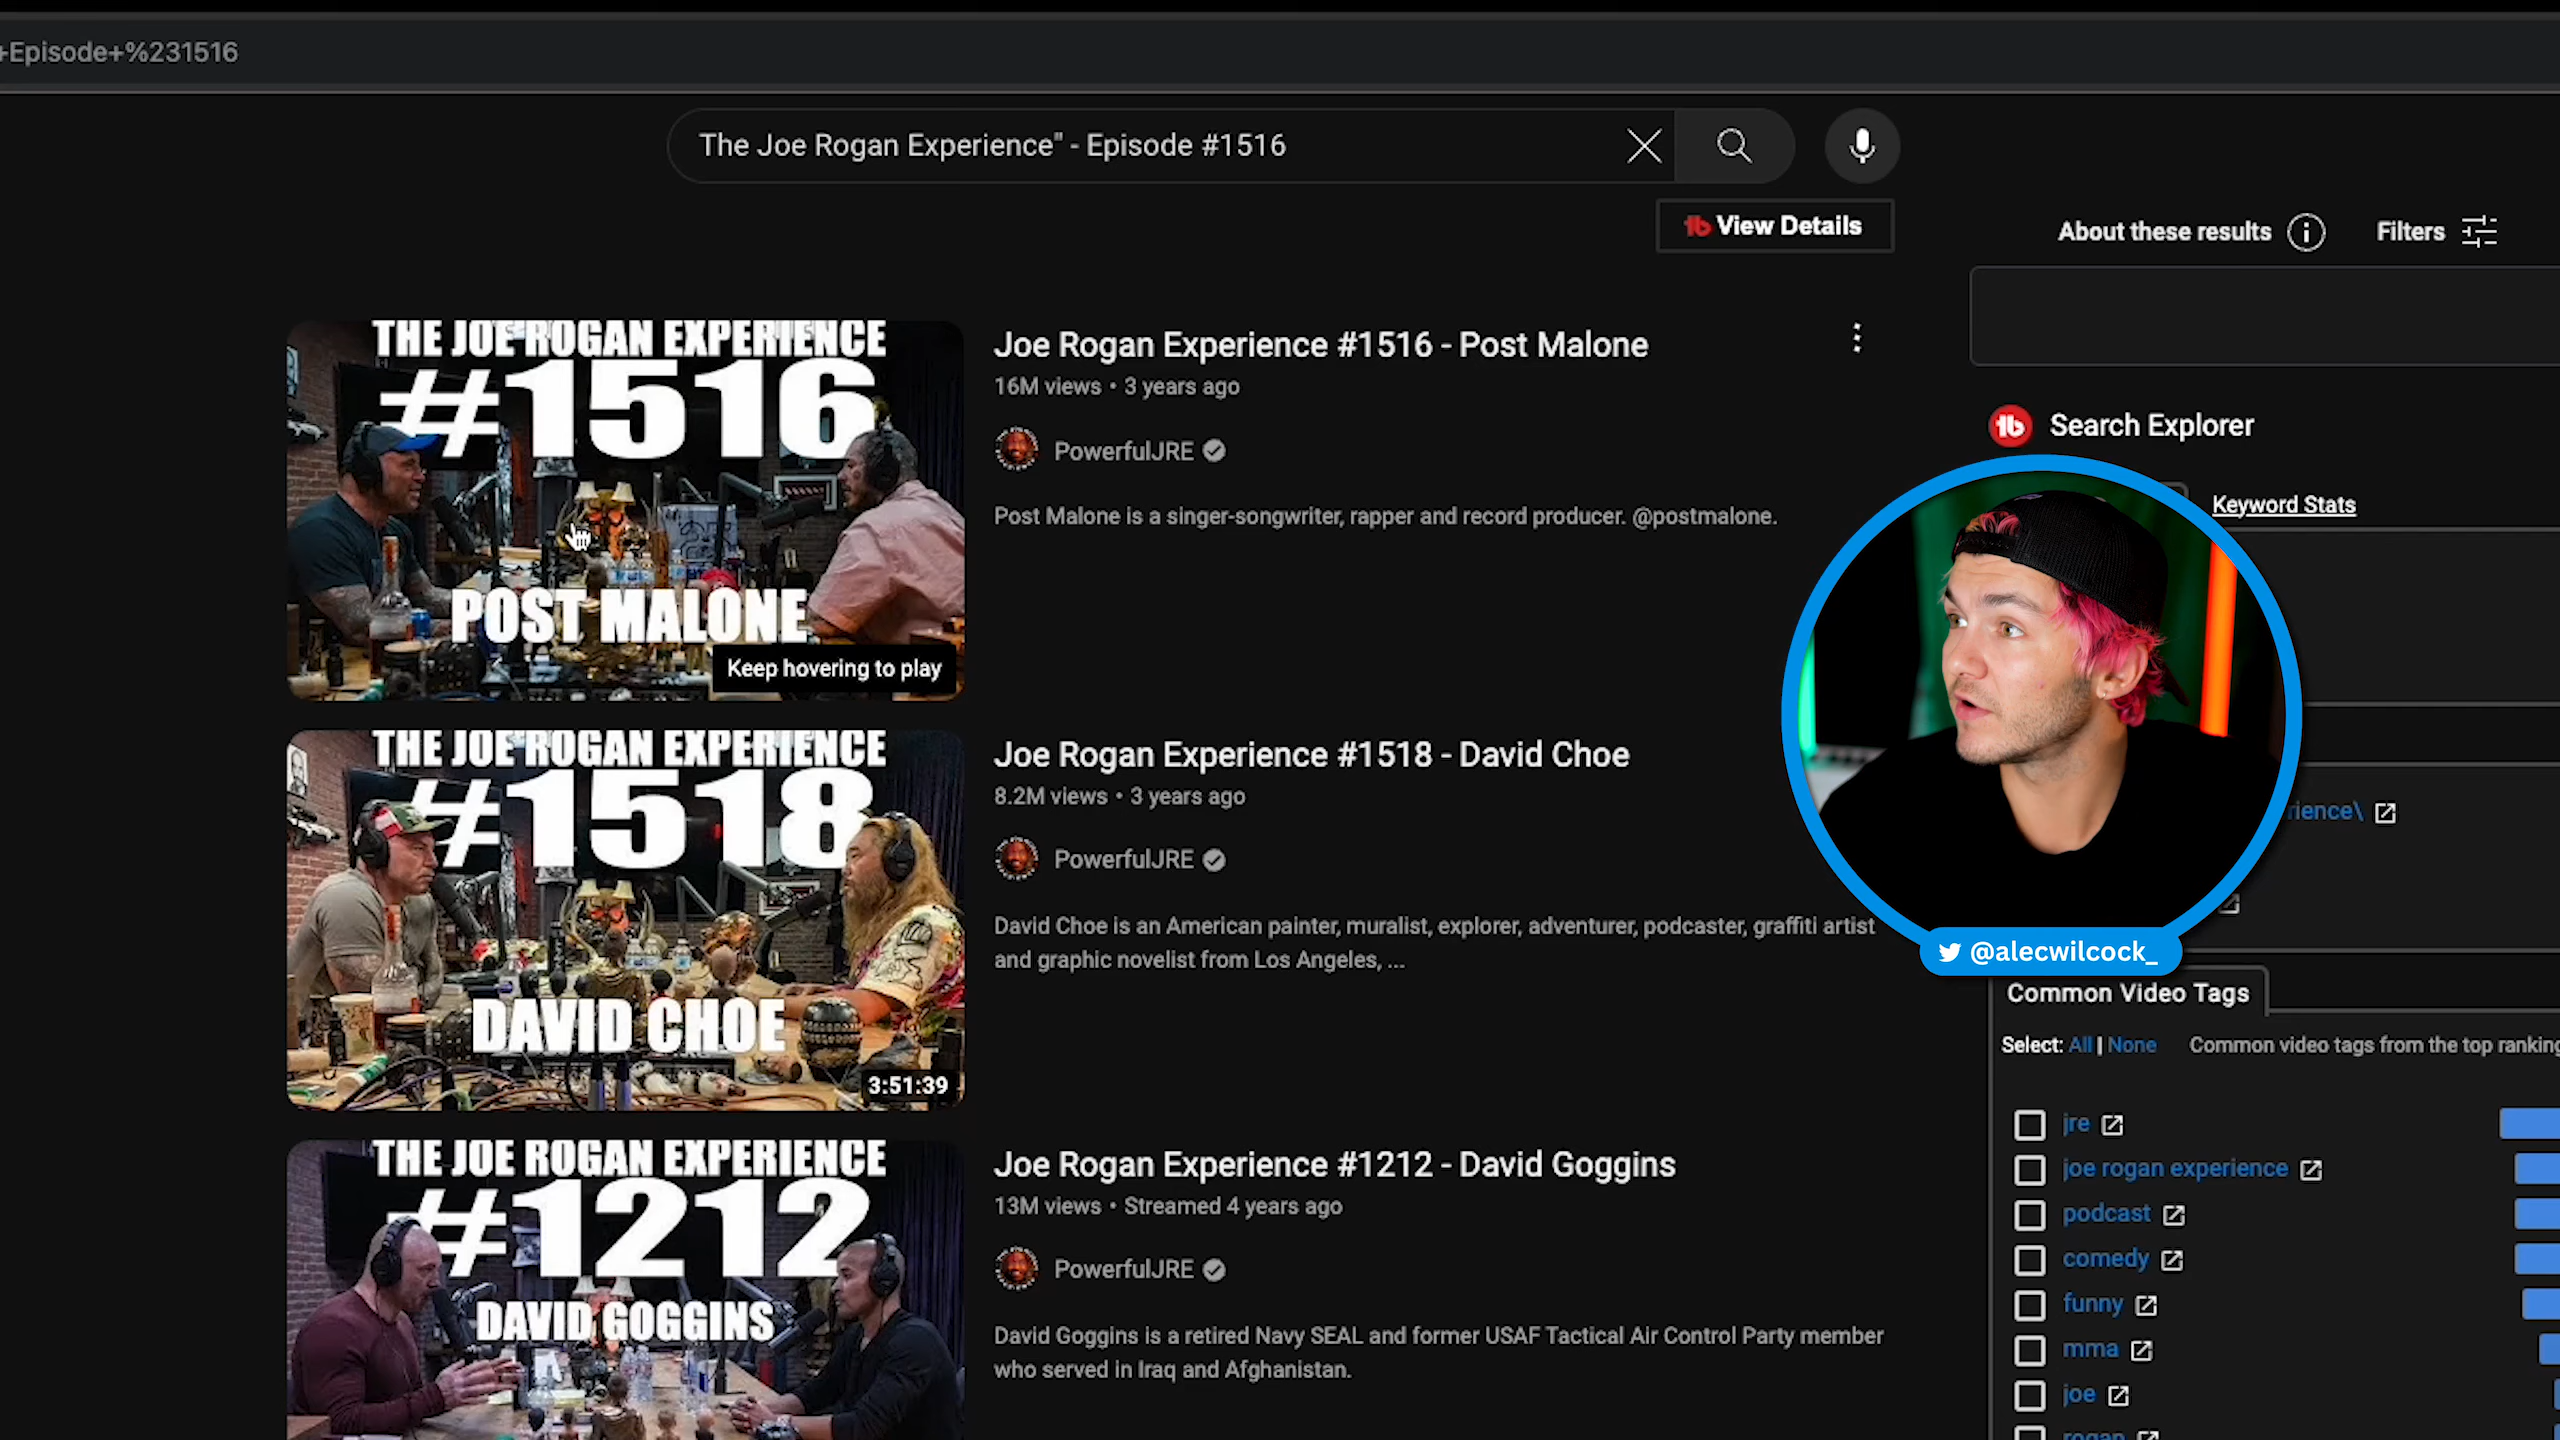 +Episode+%231516
The Joe Rogan Experience" - Episode #1516
View Details
About these results
Filters
THE JOE ROGAN EXPERIENCE
#1516
POST MALONE
Keep hovering to play
Joe Rogan Experience #1516 - Post Malone
16M views • 3 years ago
PowerfulJRE
Post Malone is a singer-songwriter, rapper and record producer. @postmalone.
Search Explorer
Keyword Stats
THE JOE ROGAN EXPERIENCE
#1518
DAVID CHOE
3:51:39
Joe Rogan Experience #1518 - David Choe
8.2M views • 3 years ago
PowerfulJRE
David Choe is an American painter, muralist, explorer, adventurer, podcaster, graffiti artist
and graphic novelist from Los Angeles, ...
rience\
@alecwilcock_
Common Video Tags
Select: All | None Common video tags from the top ranking
jre
joe rogan experience
podcast
comedy
funny
mma
joe
rogan
THE JOE ROGAN EXPERIENCE
#1212
DAVID GOGGINS
Joe Rogan Experience #1212 - David Goggins
13M views • Streamed 4 years ago
PowerfulJRE
David Goggins is a retired Navy SEAL and former USAF Tactical Air Control Party member
who served in Iraq and Afghanistan.